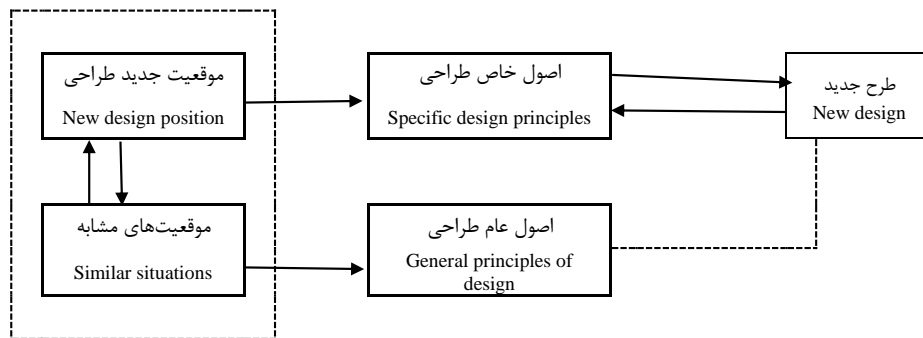 موقعیت جدید طراحی
New design position
اصول خاص طراحی
Specific design principles
طرح جدید
New design
موقعیت‌های مشابه
Similar situations
اصول عام طراحی
General principles of
design